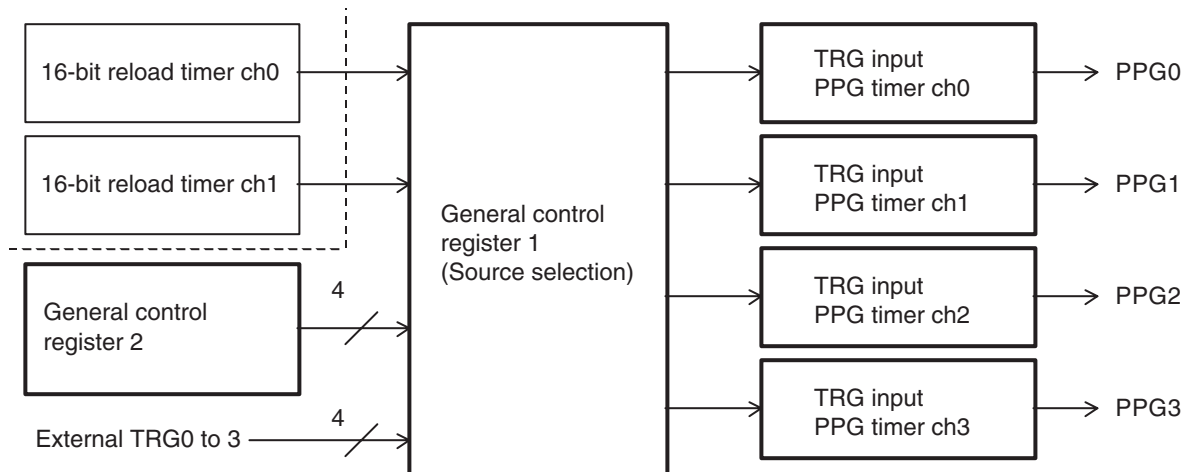 16-bit reload timer ch0
16-bit reload timer ch1
General control
register 2
4
External TRG0 to 3
4
General control
register 1
(Source selection)
TRG input
PPG timer ch0
PPG0
TRG input
PPG timer ch1
PPG1
TRG input
PPG timer ch2
PPG2
TRG input
PPG timer ch3
PPG3